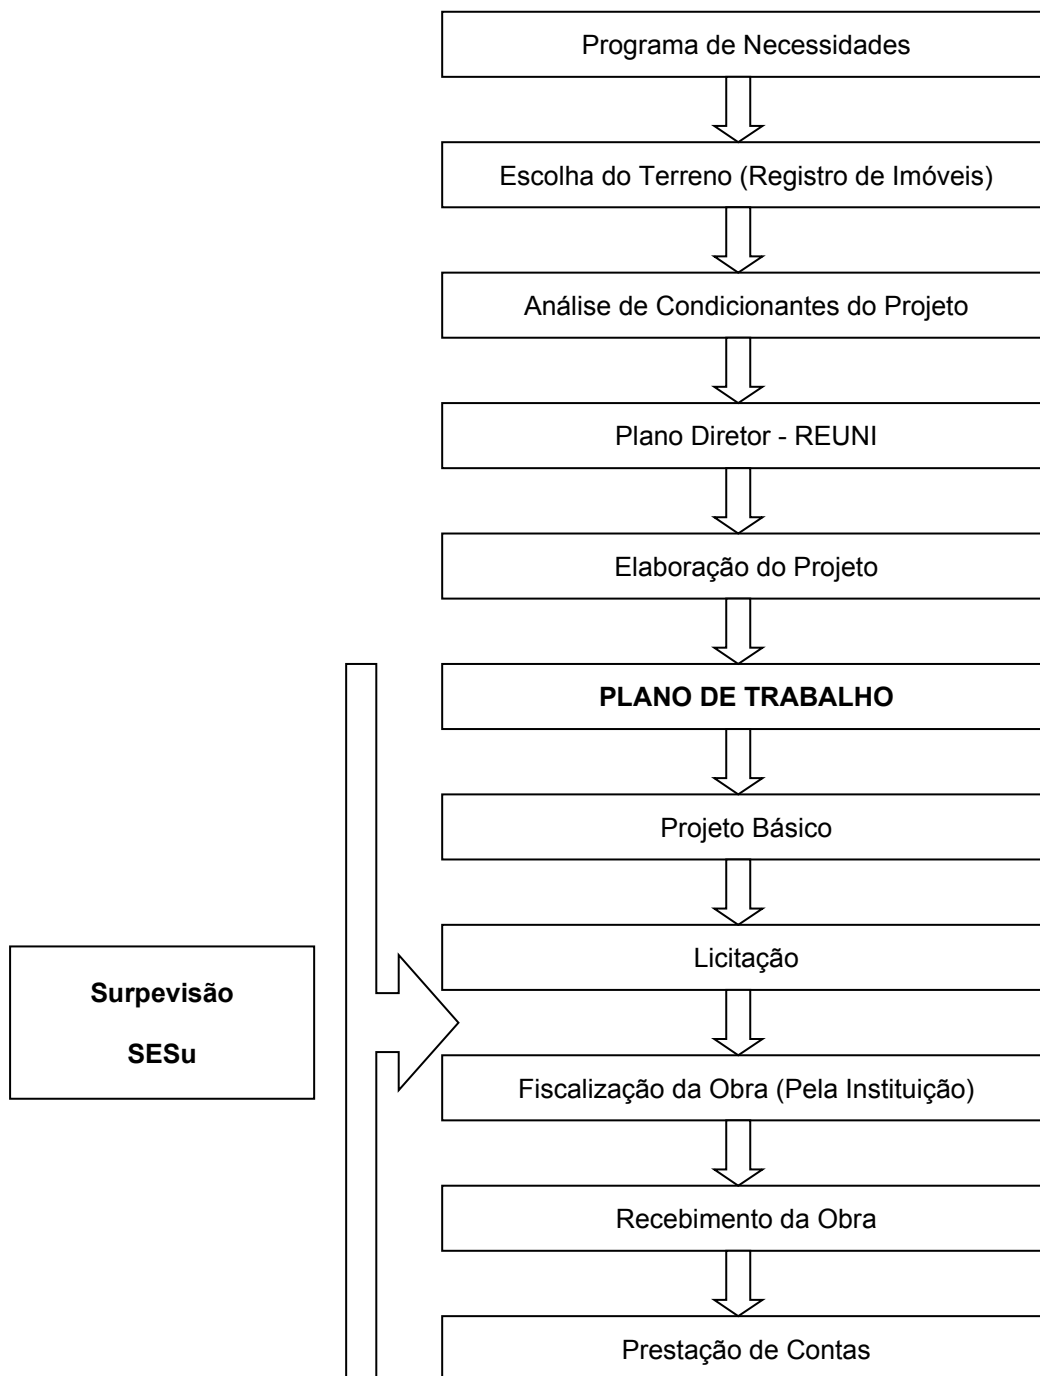 Programa de Necessidades
Escolha do Terreno (Registro de Imóveis)
Análise de Condicionantes do Projeto
Plano Diretor - REUNI
Elaboração do Projeto
PLANO DE TRABALHO
Projeto Básico
Licitação
Surpevisão
SESu
Fiscalização da Obra (Pela Instituição)
Recebimento da Obra
Prestação de Contas